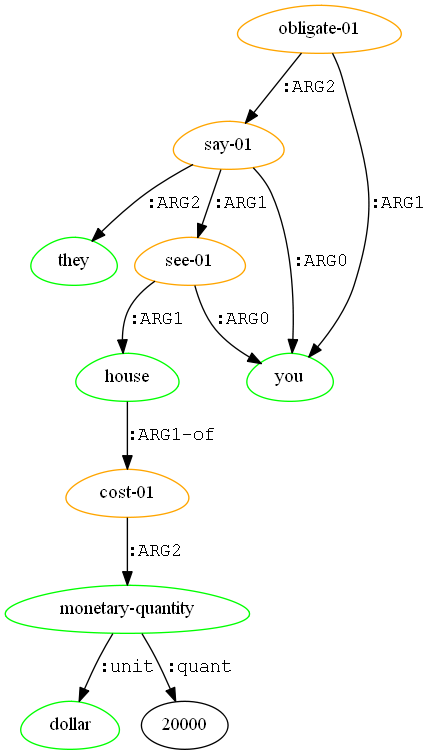 obligate-01
:ARG2
say-01
:ARG2 :ARG1 :ARG1
they see-01 :ARG0
:ARG1 :ARG0
house you
:ARG1-of
cost-01
:ARG2
monetary-quantity
:unit :quant
dollar 20000